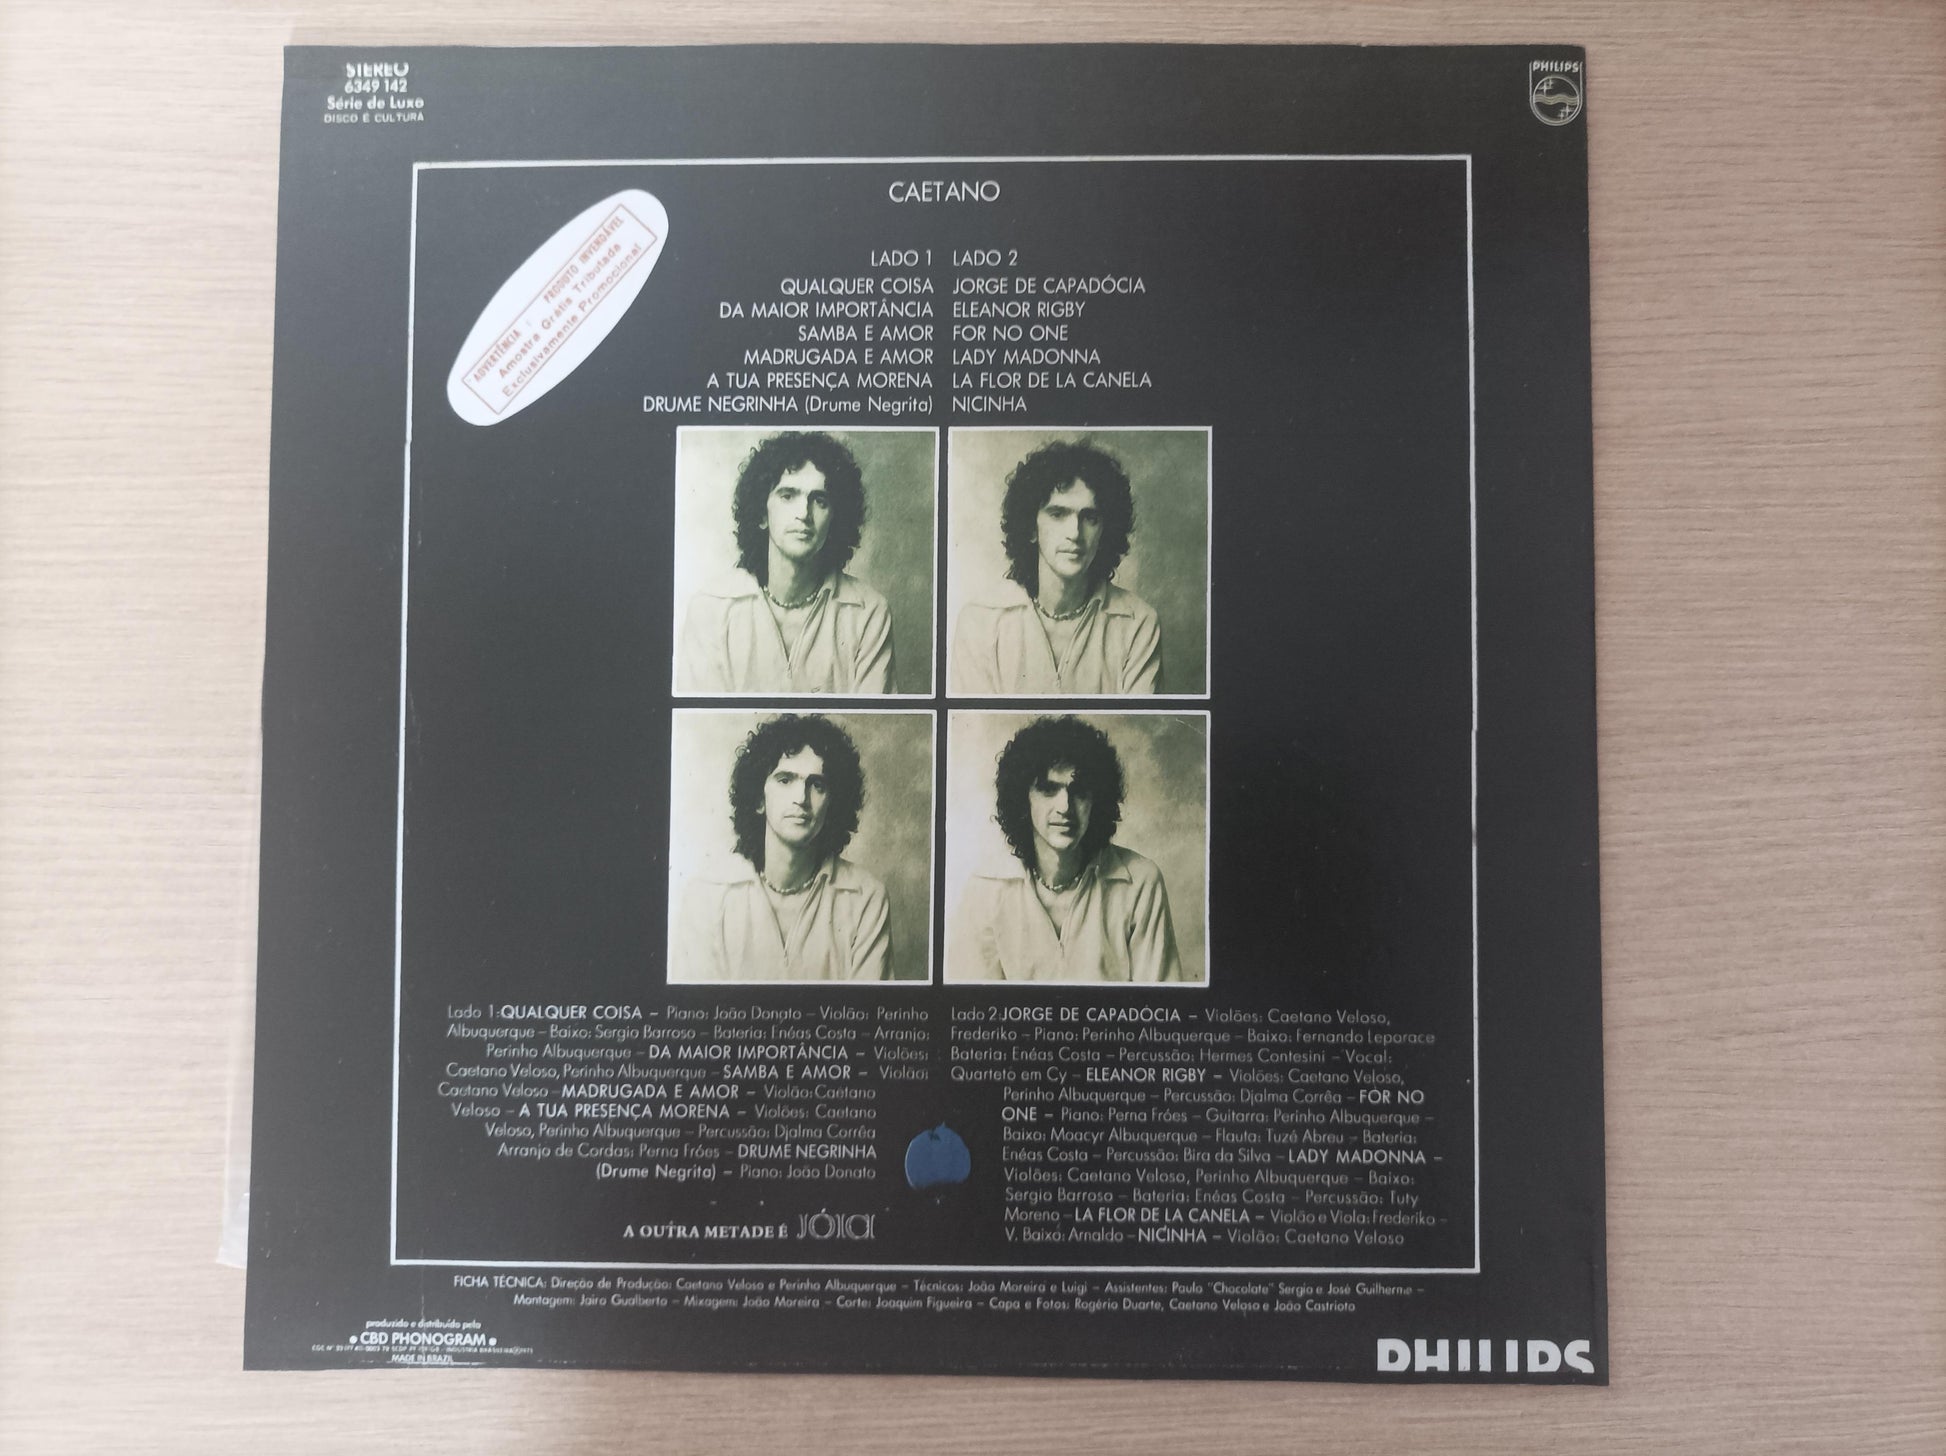 STEREO
6349 142
Série de Luxo
DISCO É CULTURA
PHILIPS
CAETANO
ADVERTÊNCIA: PRODUTO INVENDÁVEL
Amostra Grátis Tributada
Exclusivamente Promocional
LADO 1
QUALQUER COISA
DA MAIOR IMPORTÂNCIA
SAMBA E AMOR
MADRUGADA E AMOR
A TUA PRESENÇA MORENA
DRUME NEGRINHA (Drume Negrita)
LADO 2
JORGE DE CAPADÓCIA
ELEANOR RIGBY
FOR NO ONE
LADY MADONNA
LA FLOR DE LA CANELA
NICINHA
Lado 1: QUALQUER COISA – Piano: João Donato – Violão: Perinho
Albuquerque – Baixo: Sergio Barroso – Bateria: Enéas Costa – Arranjo:
Perinho Albuquerque – DA MAIOR IMPORTÂNCIA – Violões:
Caetano Veloso, Perinho Albuquerque – SAMBA E AMOR – Violão:
Caetano Veloso – MADRUGADA E AMOR – Violão: Caetano
Veloso – A TUA PRESENÇA MORENA – Violões: Caetano
Veloso, Perinho Albuquerque – Percussão: Djalma Corrêa
Arranjo de Cordas: Perna Fróes – DRUME NEGRINHA
(Drume Negrita) – Piano: João Donato
A OUTRA METADE É JÓIA
Lado 2: JORGE DE CAPADÓCIA – Violões: Caetano Veloso,
Frederiko – Piano: Perinho Albuquerque – Baixo: Fernando Leporace
Bateria: Enéas Costa – Percussão: Hermes Contesini – Vocal:
Quarteto em Cy – ELEANOR RIGBY – Violões: Caetano Veloso,
Perinho Albuquerque – Percussão: Djalma Corrêa – FOR NO
ONE – Piano: Perna Fróes – Guitarra: Perinho Albuquerque –
Baixo: Moacyr Albuquerque – Flauta: Tuzé Abreu – Bateria:
Enéas Costa – Percussão: Bira da Silva – LADY MADONNA –
Violões: Caetano Veloso, Perinho Albuquerque – Baixo:
Sergio Barroso – Bateria: Enéas Costa – Percussão: Tuty
Moreno – LA FLOR DE LA CANELA – Violão e Viola: Frederiko –
V. Baixo: Arnaldo – NICINHA – Violão: Caetano Veloso
FICHA TÉCNICA: Direção de Produção: Caetano Veloso e Perinho Albuquerque – Técnicos: João Moreira e Luigi – Assistentes: Paulo "Chocolate" Sergio e José Guilherme –
Montagem: Jairo Gualberto – Mixagem: João Moreira – Corte: Joaquim Figueira – Capa e Fotos: Rogério Duarte, Caetano Veloso e João Castrioto
produzido e distribuído pela
• CBD PHONOGRAM •
MADE IN BRAZIL
PHILIPS